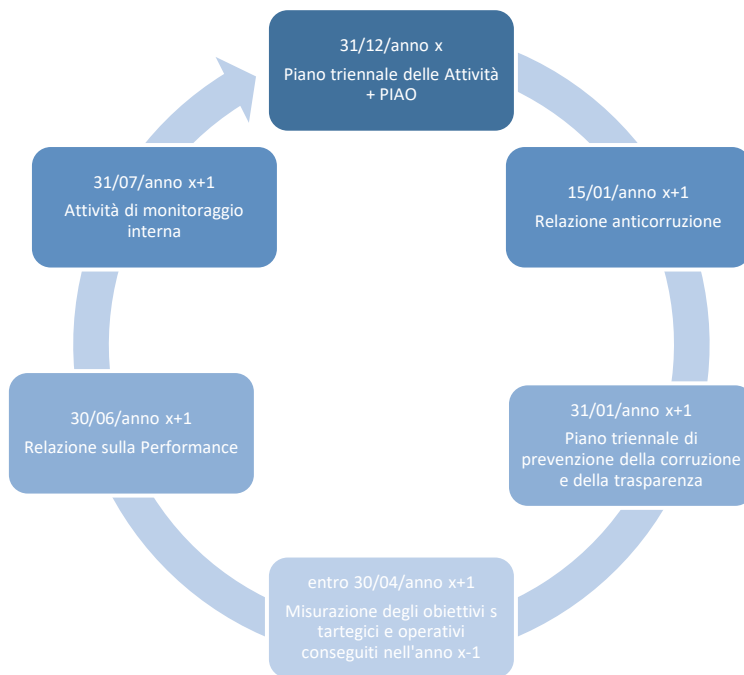 31/12/anno x
Piano triennale delle Attività
+ PIAO
15/01/anno x+1
Relazione anticorruzione
31/01/anno x+1
Piano triennale di
prevenzione della corruzione
e della trasparenza
entro 30/04/anno x+1
Misurazione degli obiettivi s
tartegici e operativi
conseguiti nell'anno x-1
30/06/anno x+1
Relazione sulla Performance
31/07/anno x+1
Attività di monitoraggio
interna